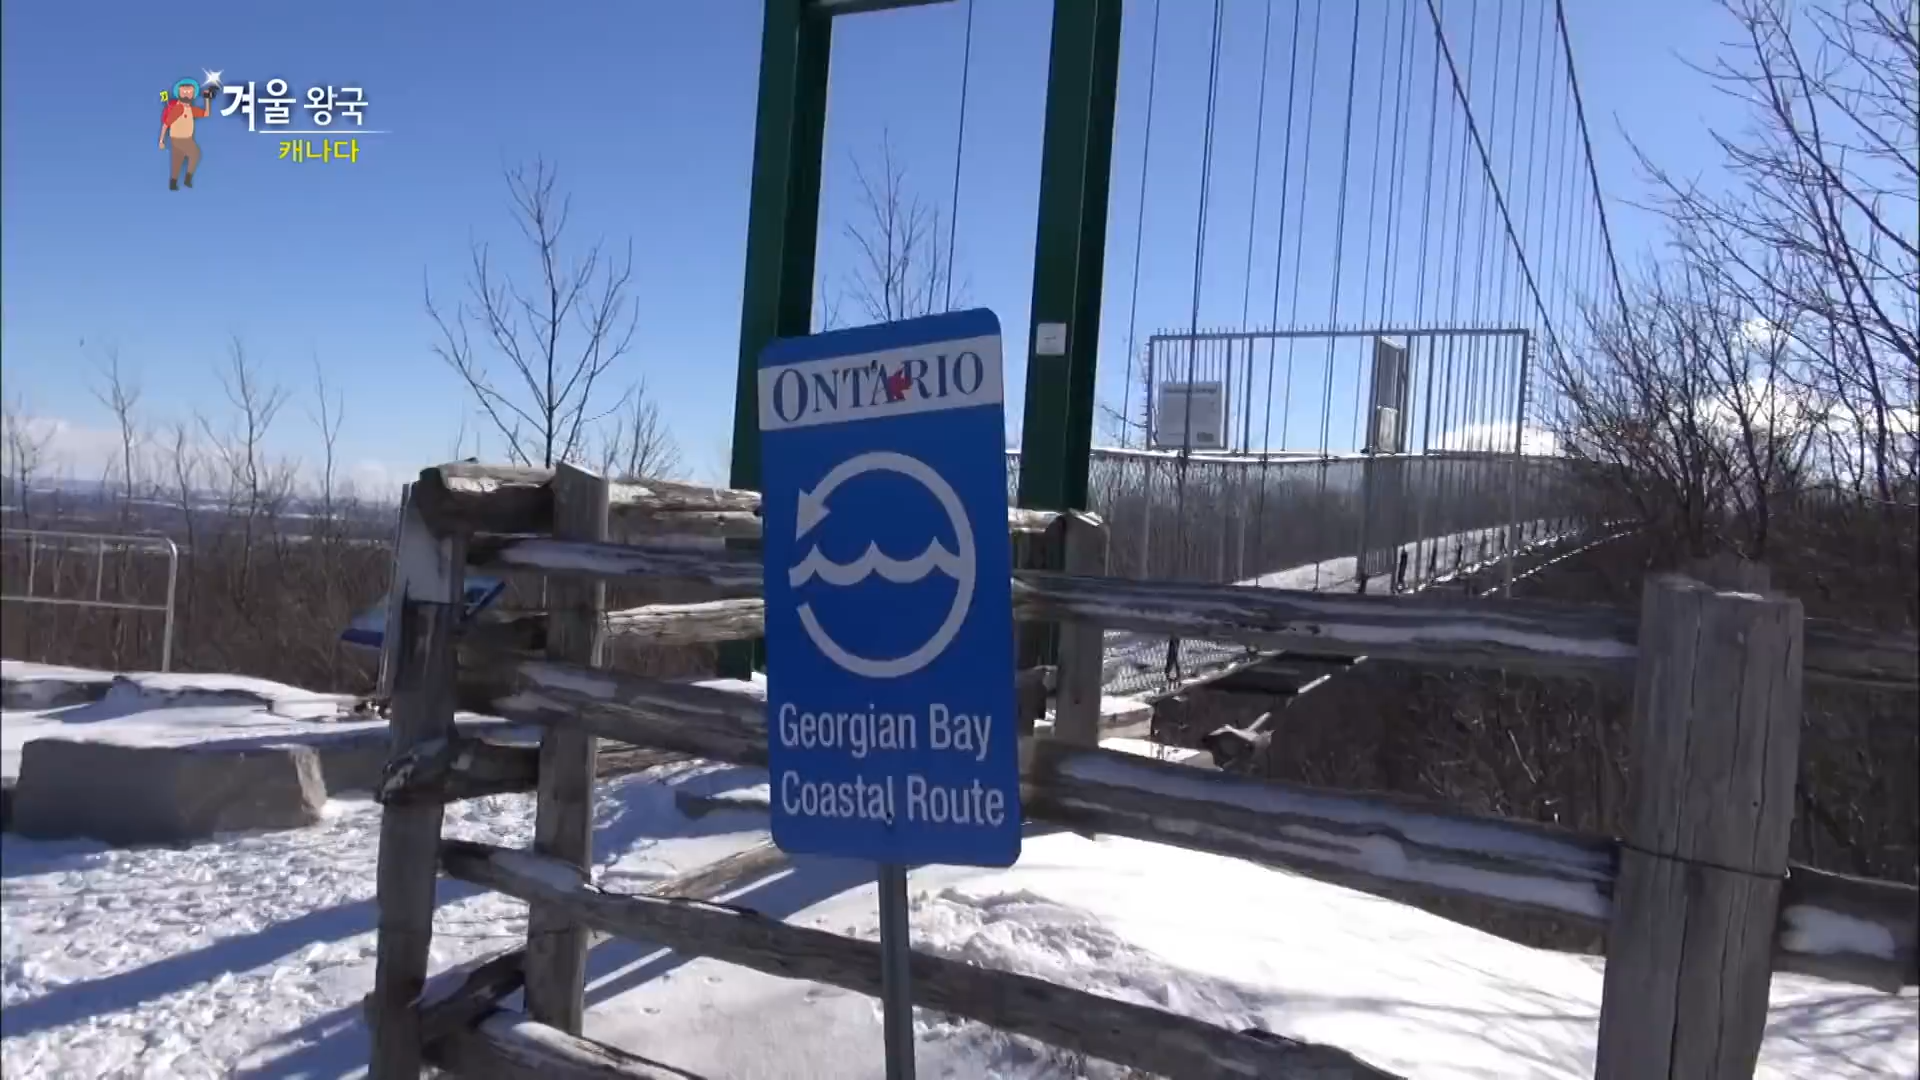 겨울 왕국
캐나다
ONTARIO
Georgian Bay
Coastal Route